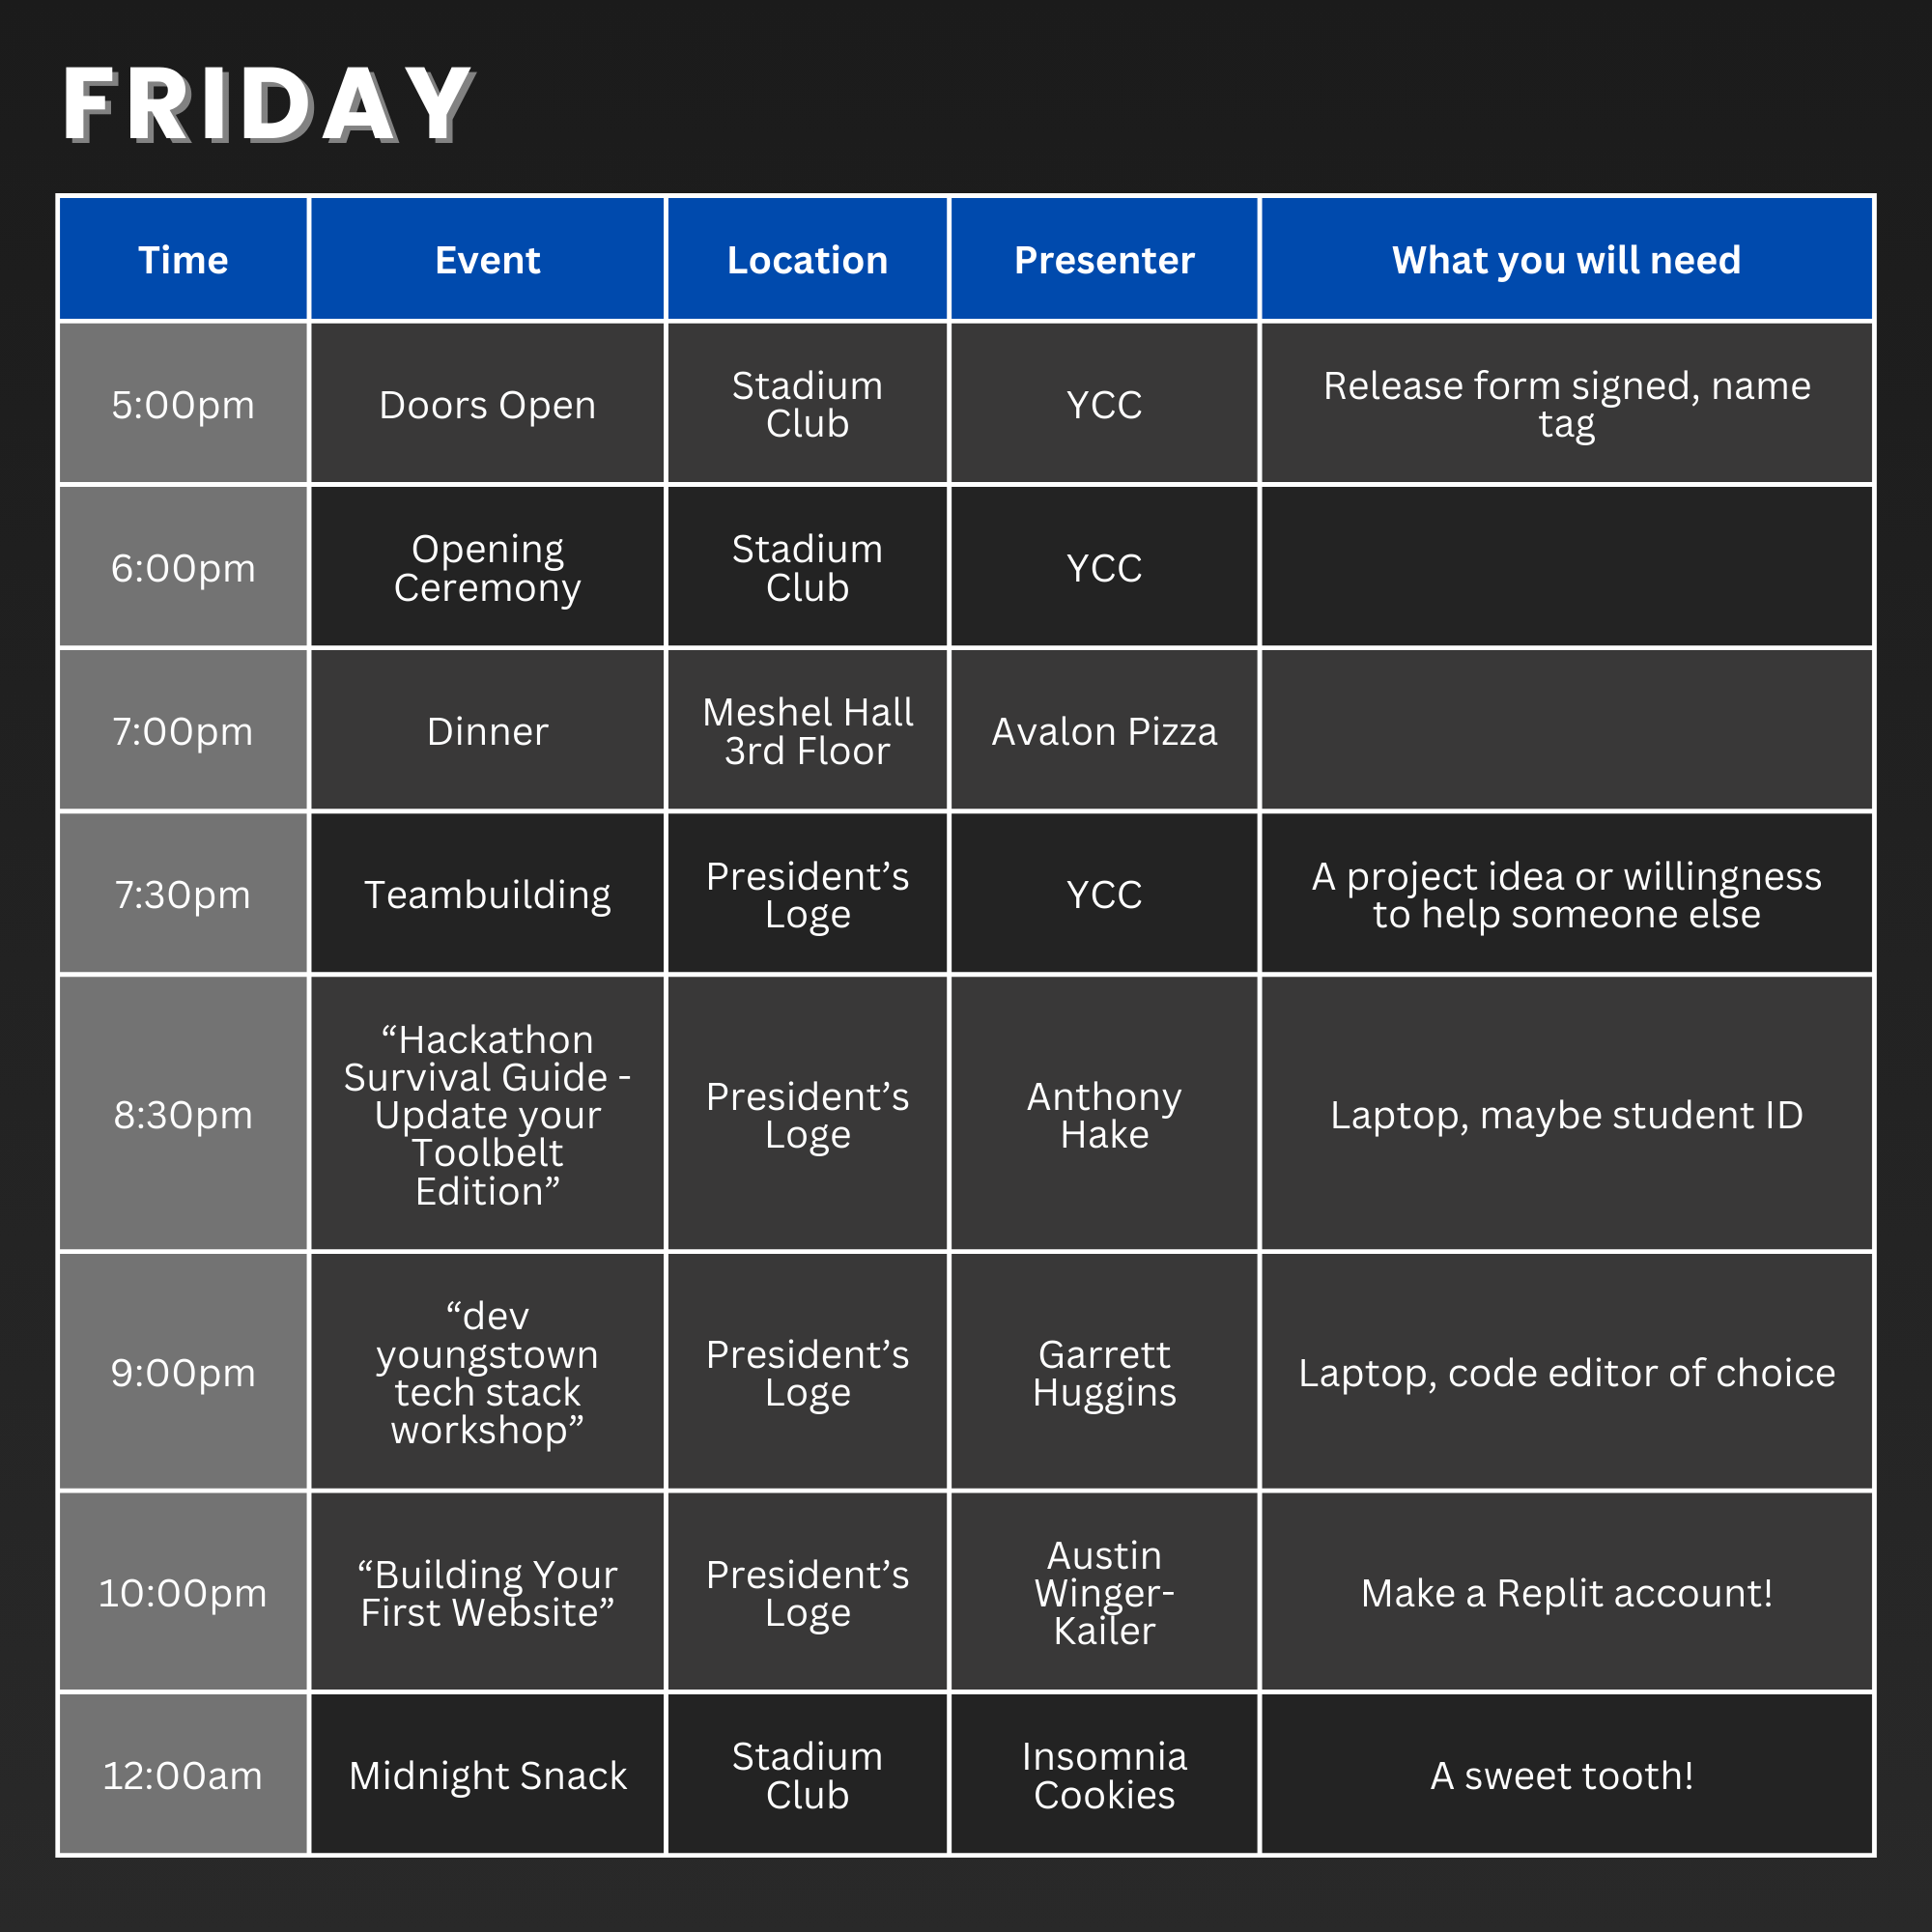 FRIDAY
Time Event Location Presenter What you will need
5:00pm
Doors Open
Stadium
Club
YCC
Release form signed, name
tag
6:00pm
Opening
Ceremony
Stadium
Club
YCC
7:00pm
Dinner
Meshel Hall
3rd Floor
Avalon Pizza
7:30pm
Teambuilding
President’s
Loge
YCC
A project idea or willingness
to help someone else
8:30pm
“Hackathon
Survival Guide -
Update your
Toolbelt
Edition”
President’s
Loge
Anthony
Hake
Laptop, maybe student ID
9:00pm
“dev
youngstown
tech stack
workshop”
President’s
Loge
Garrett
Huggins
Laptop, code editor of choice
10:00pm
“Building Your
First Website”
President’s
Loge
Austin
Winger-
Kailer
Make a Replit account!
12:00am
Midnight Snack
Stadium
Club
Insomnia
Cookies
A sweet tooth!